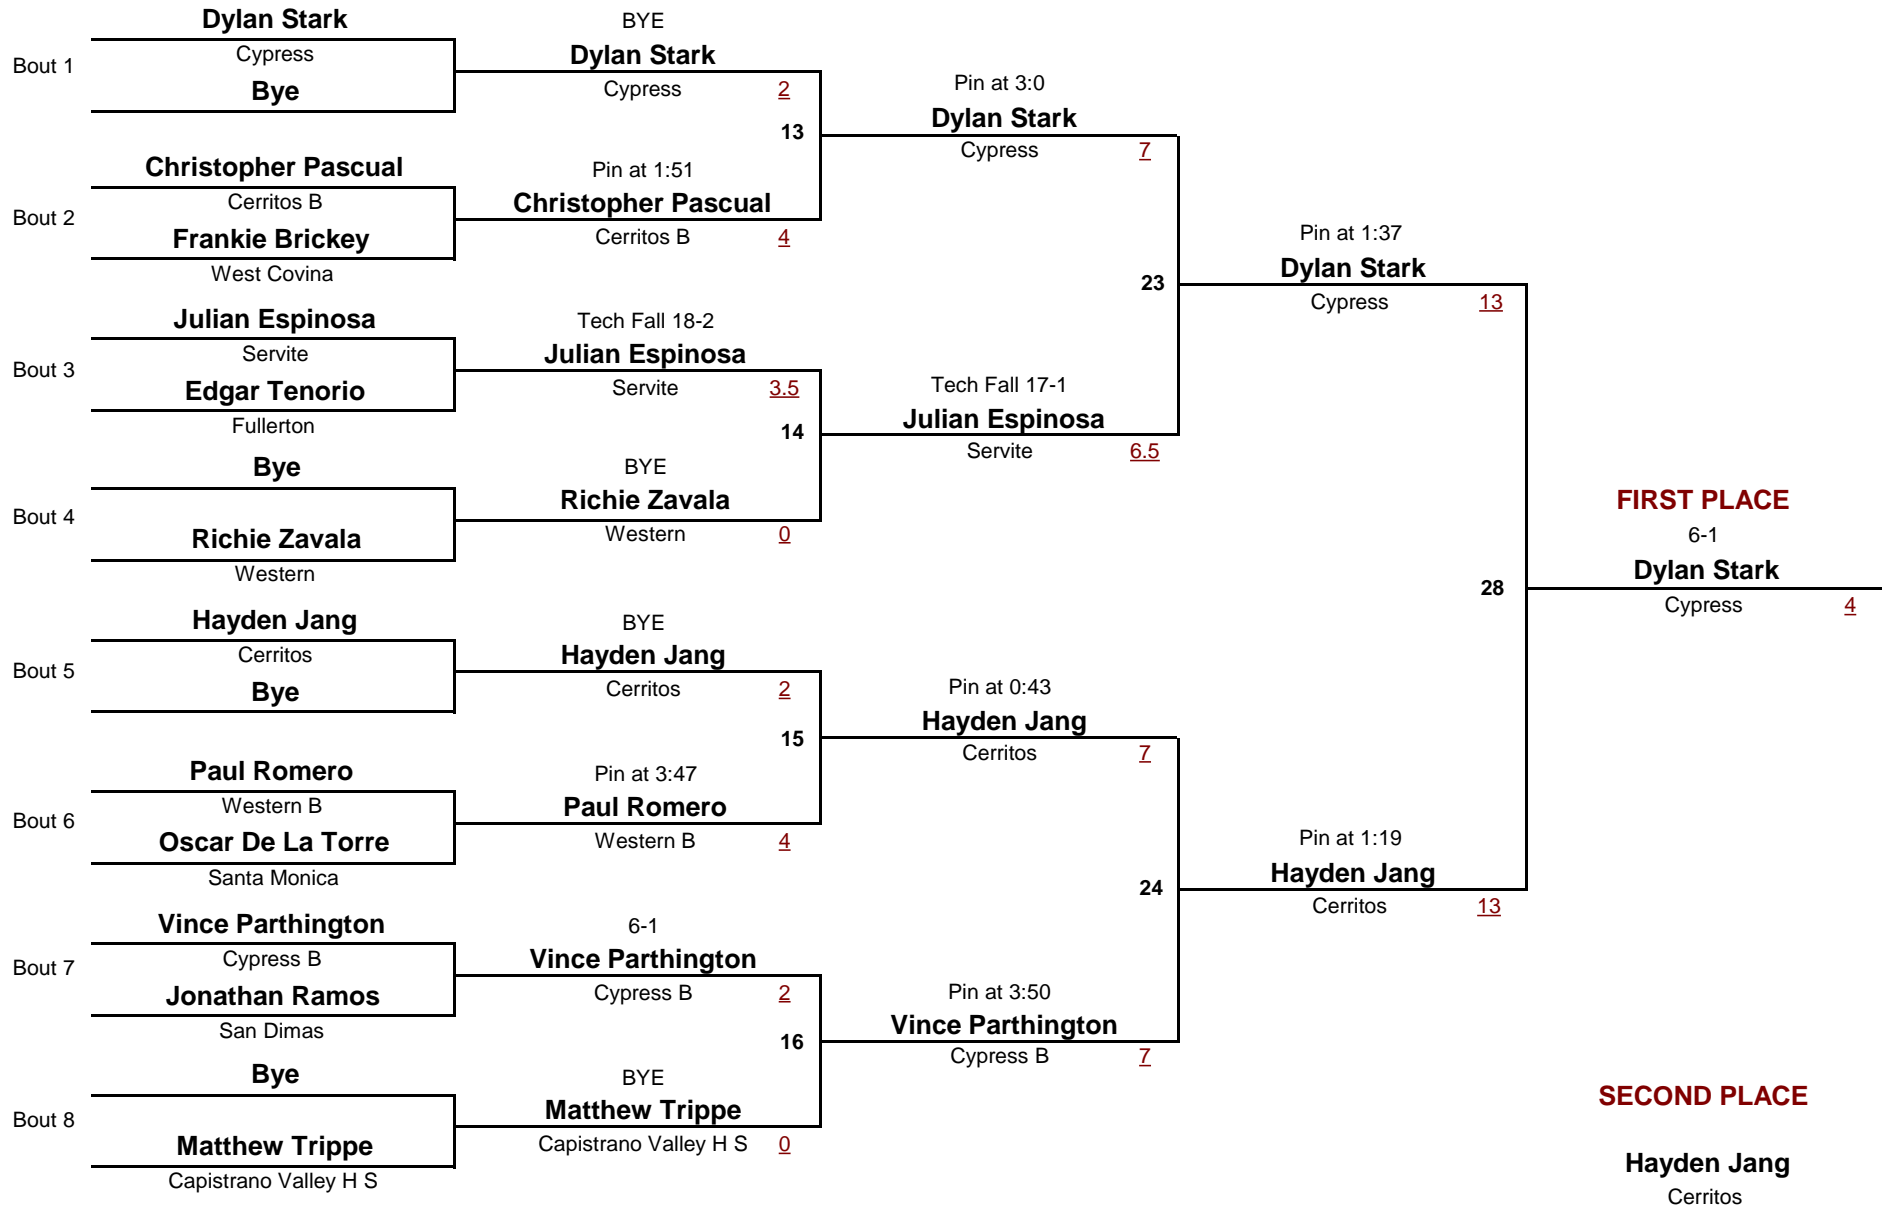 Bout 1
Dylan Stark
Cypress
Bye
Bout 2
Christopher Pascual
Cerritos B
Frankie Brickey
West Covina
Bout 3
Julian Espinosa
Servite
Edgar Tenorio
Fullerton
Bout 4
Bye
Richie Zavala
Western
Bout 5
Hayden Jang
Cerritos
Bye
Bout 6
Paul Romero
Western B
Oscar De La Torre
Santa Monica
Bout 7
Vince Parthington
Cypress B
Jonathan Ramos
San Dimas
Bout 8
Bye
Matthew Trippe
Capistrano Valley H S
BYE
Dylan Stark
Cypress 2
13
Pin at 1:51
Christopher Pascual
Cerritos B 4
Tech Fall 18-2
Julian Espinosa
Servite 3.5
14
BYE
Richie Zavala
Western 0
BYE
Hayden Jang
Cerritos 2
15
Pin at 3:47
Paul Romero
Western B 4
6-1
Vince Parthington
Cypress B 2
16
BYE
Matthew Trippe
Capistrano Valley H S 0
Pin at 3:0
Dylan Stark
Cypress 7
23
Tech Fall 17-1
Julian Espinosa
Servite 6.5
Pin at 0:43
Hayden Jang
Cerritos 7
24
Pin at 3:50
Vince Parthington
Cypress B 7
Pin at 1:37
Dylan Stark
Cypress 13
28
Pin at 1:19
Hayden Jang
Cerritos 13
FIRST PLACE
6-1
Dylan Stark
Cypress 4
SECOND PLACE
Hayden Jang
Cerritos